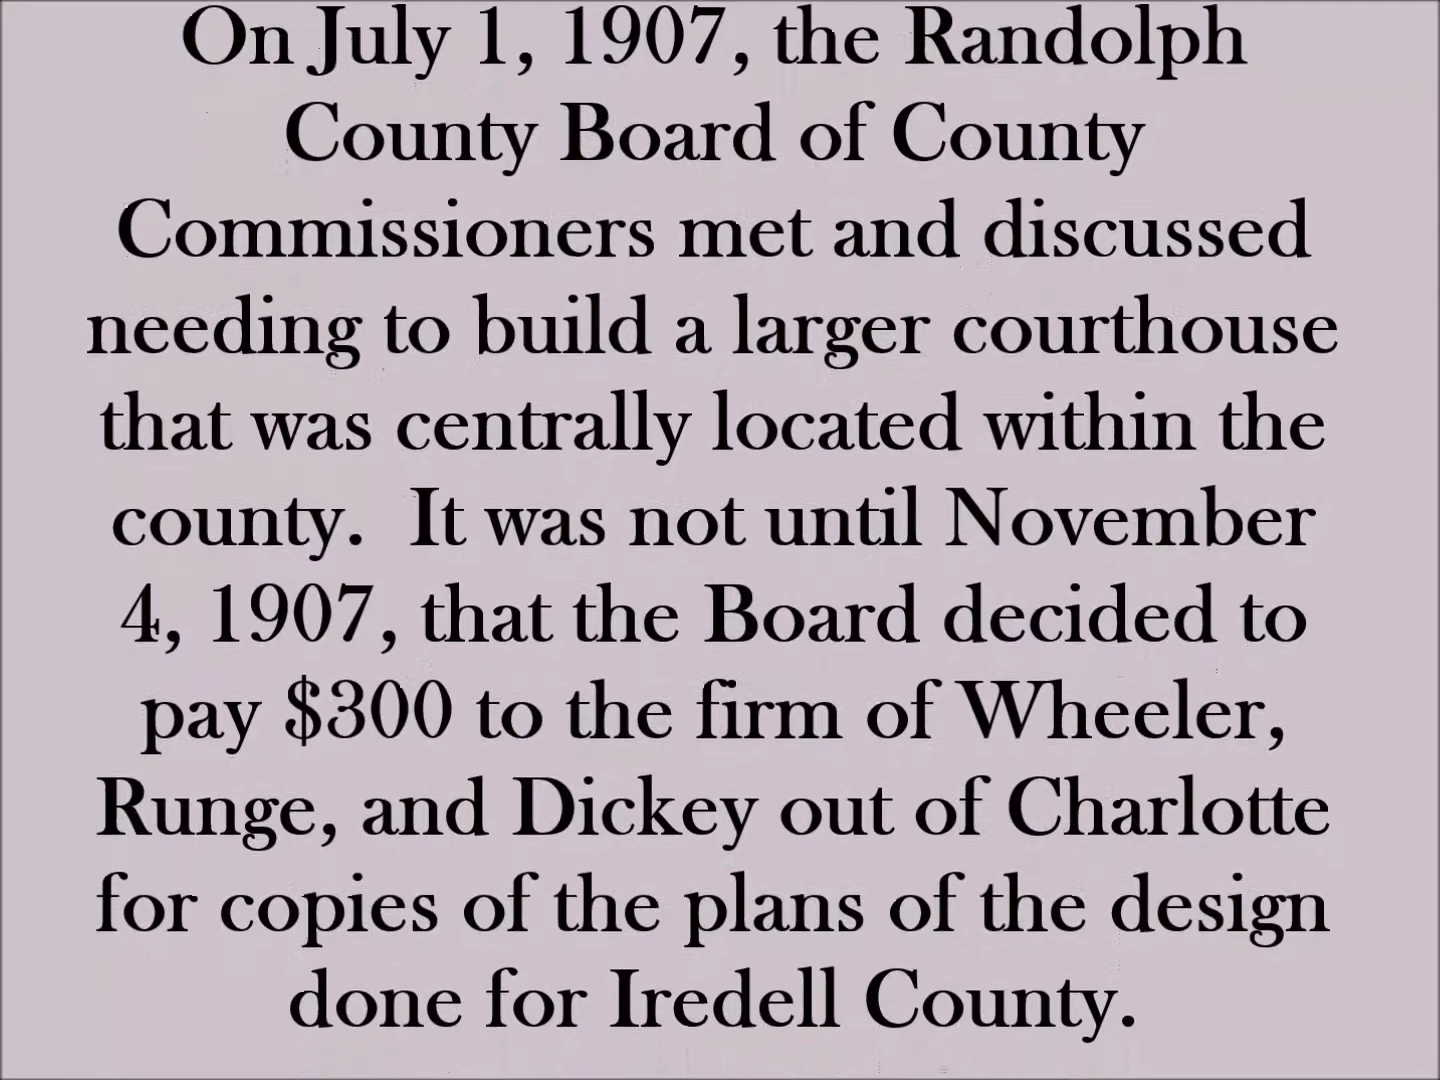 On July 1, 1907, the Randolph
County Board of County
Commissioners met and discussed
needing to build a larger courthouse
that was centrally located within the
county.  It was not until November
4, 1907, that the Board decided to
pay $300 to the firm of Wheeler,
Runge, and Dickey out of Charlotte
for copies of the plans of the design
done for Iredell County.